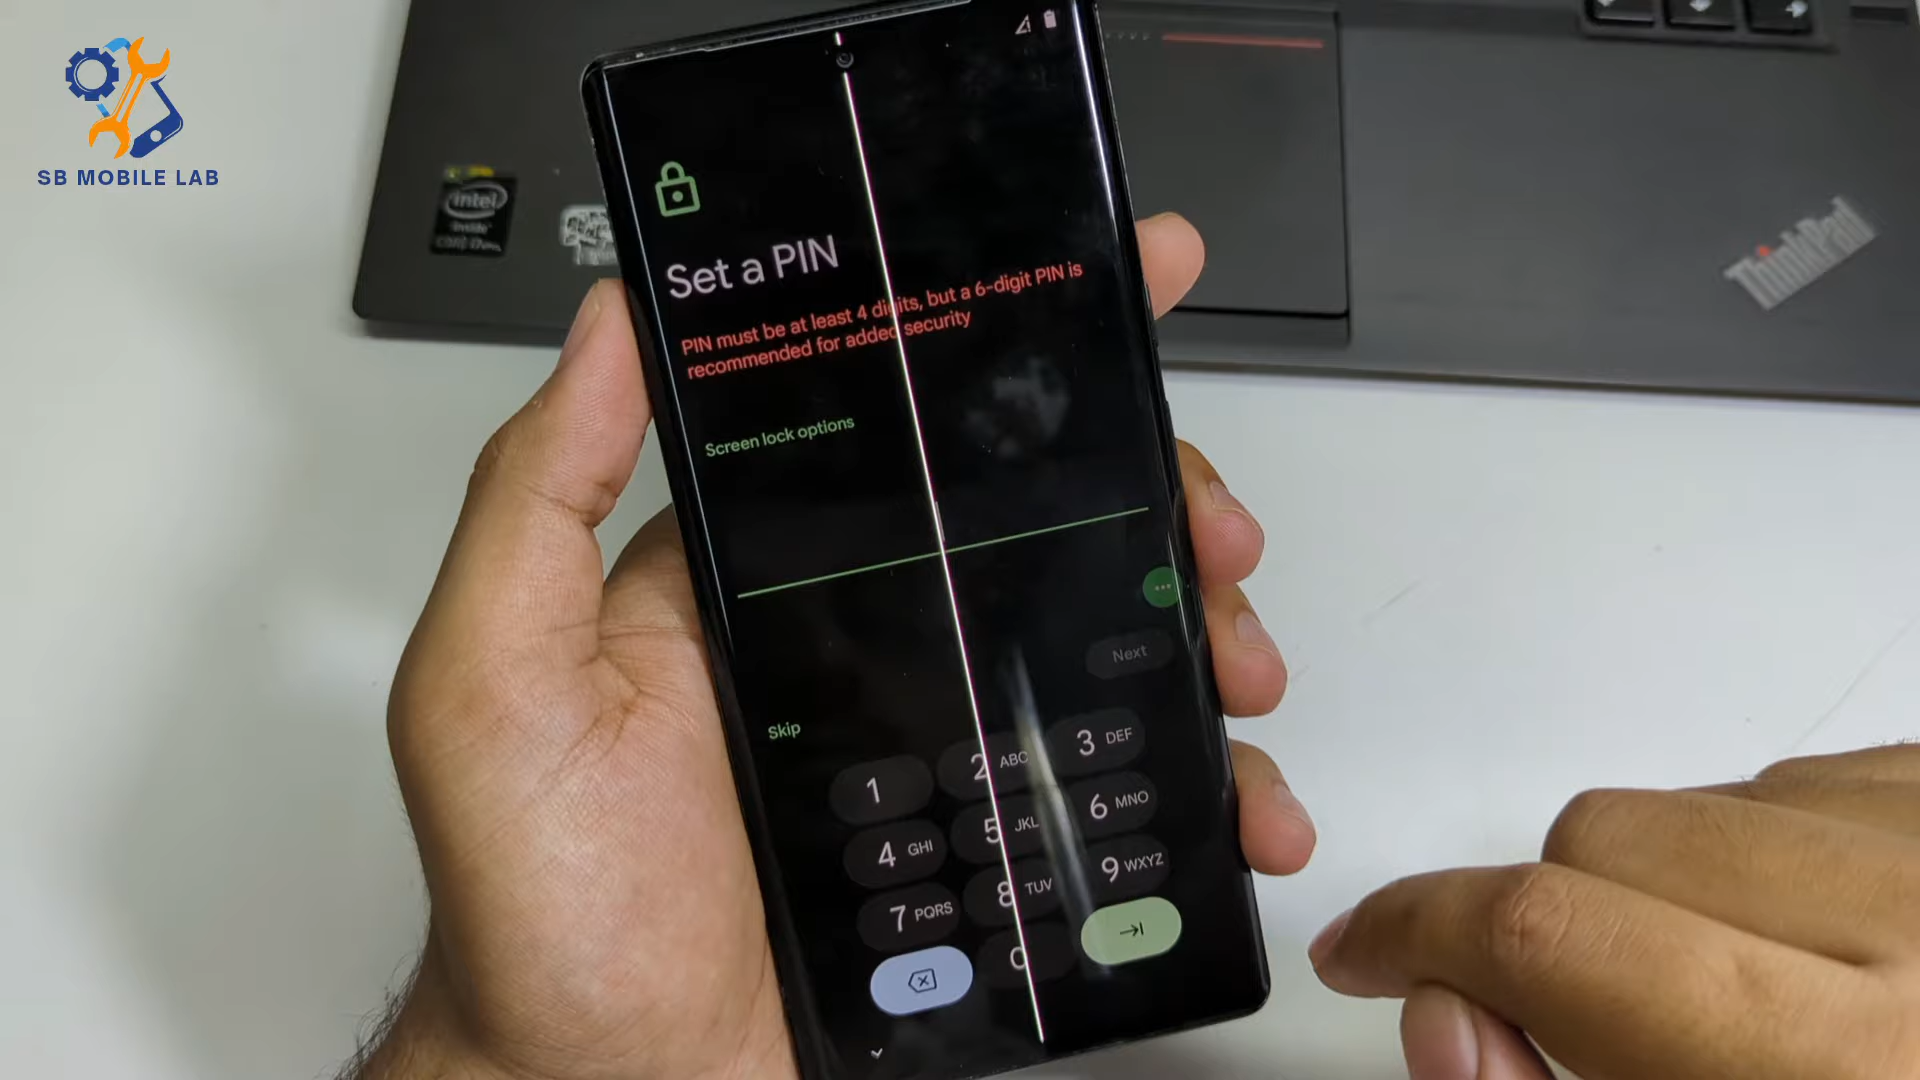 SB MOBILE LAB
intel
inside
ThinkPad
Set a PIN
PIN must be at least 4 digits, but a 6-digit PIN is
recommended for added security
Screen lock options
Next
Skip
1
2 ABC
3 DEF
4 GHI
5 JKL
6 MNO
7 PQRS
8 TUV
9 WXYZ
0